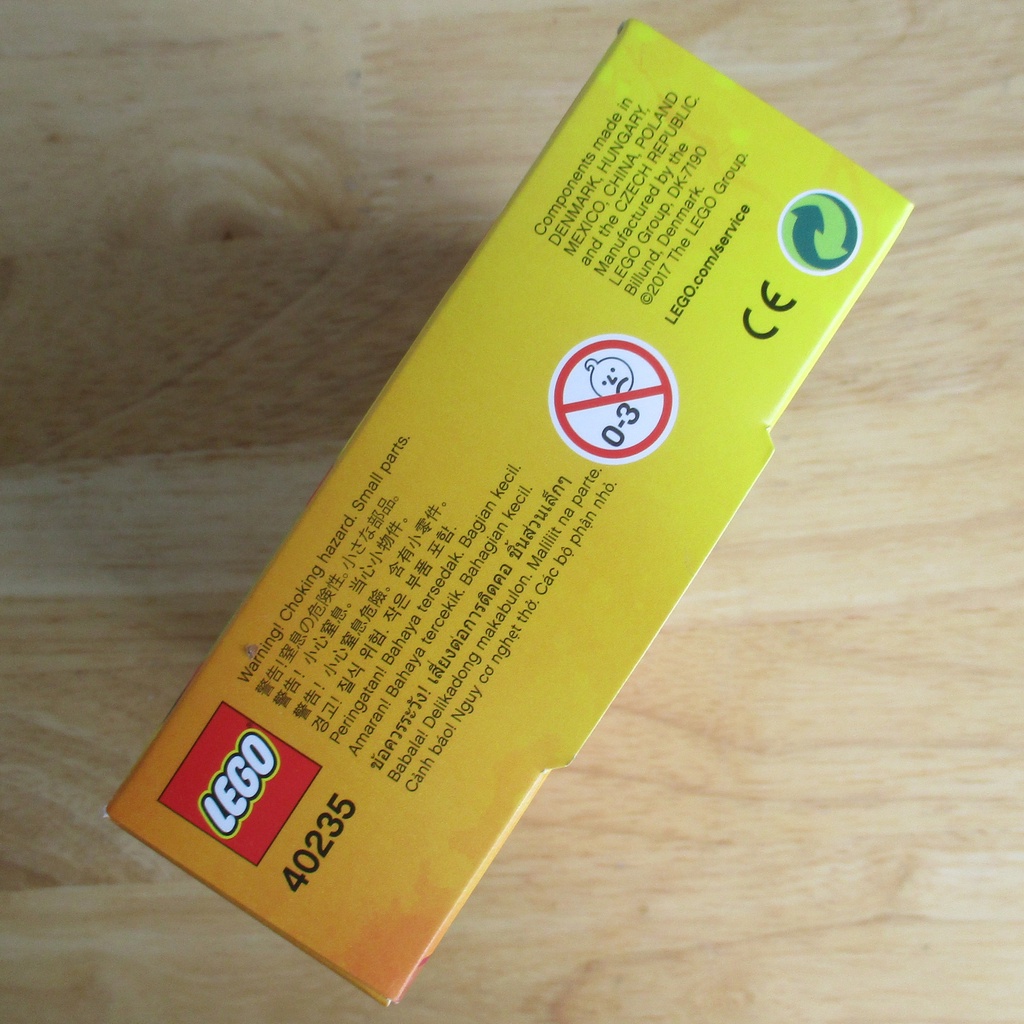 LEGO
40235
Warning! Choking hazard. Small parts.
警告!窒息の危険性。小さな部品。
警告！小心窒息。当心小物件。
警告！小心窒息危險。含有小零件。
경고! 질식 위험. 작은 부품 포함.
Peringatan! Bahaya tersedak. Bagian kecil.
Amaran! Bahaya tercekik. Bahagian kecil.
ข้อควรระวัง! เสี่ยงต่อการติดคอ ชิ้นส่วนเล็กๆ
Babala! Delikadong makabulon. Maliliit na parte.
Cảnh báo! Nguy cơ nghẹt thở. Các bộ phận nhỏ.
0-3
Components made in
DENMARK, HUNGARY,
MEXICO, CHINA, POLAND
and the CZECH REPUBLIC.
Manufactured by the
LEGO Group, DK-7190
Billund, Denmark
©2017 The LEGO Group.
LEGO.com/service
CE